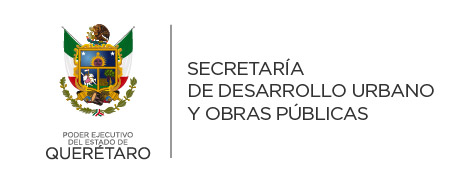 PODER EJECUTIVO
DEL ESTADO DE
QUERÉTARO
SECRETARÍA
DE DESARROLLO URBANO
Y OBRAS PÚBLICAS